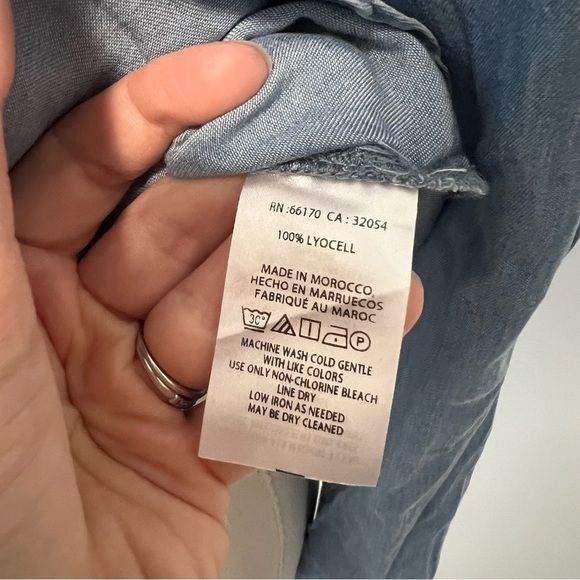 RN:66170 CA:32054
100% LYOCELL
MADE IN MOROCCO,
HECHO EN MARRUECOS
FABRIQUÉ AU MAROC
30° P
MACHINE WASH COLD GENTLE
WITH LIKE COLORS
USE ONLY NON-CHLORINE BLEACH
LINE DRY
LOW IRON AS NEEDED
MAY BE DRY CLEANED